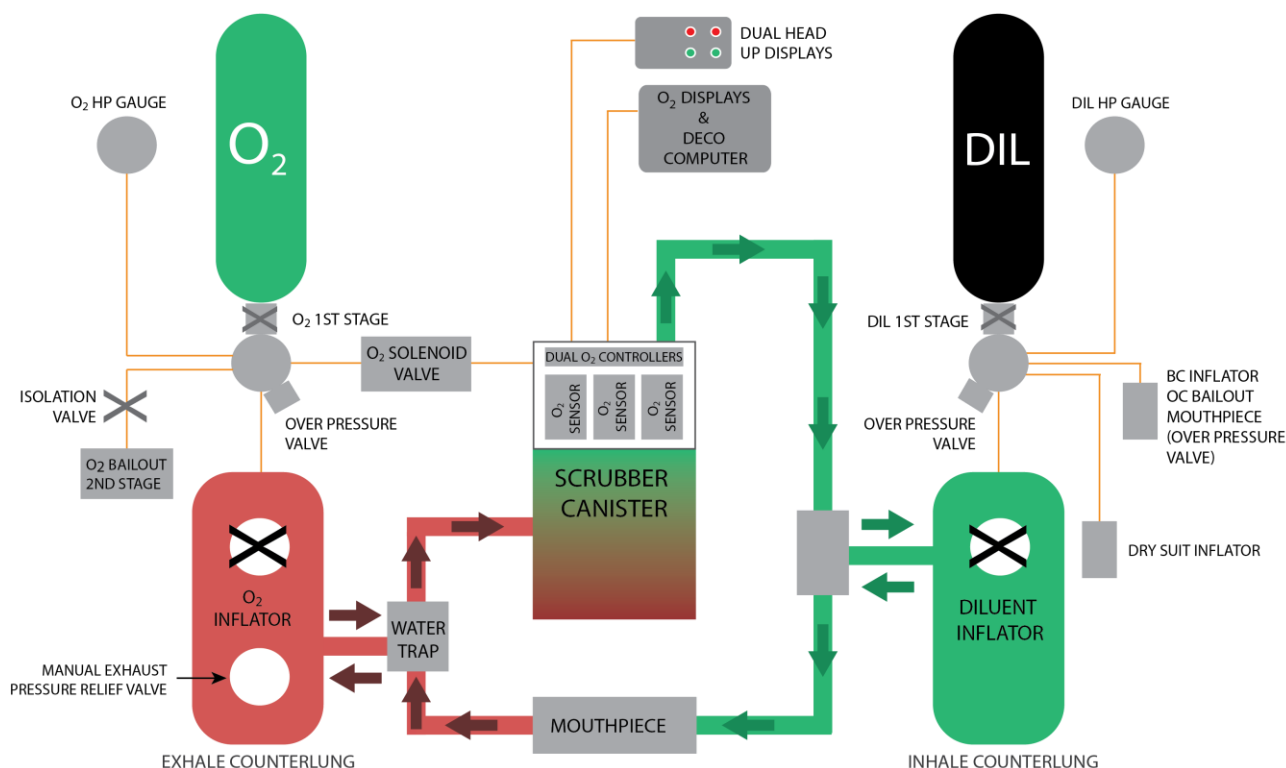 DUAL HEAD
UP DISPLAYS
O₂ HP GAUGE
O₂
O₂ DISPLAYS
&
DECO
COMPUTER
DIL
DIL HP GAUGE
O₂ 1ST STAGE
DIL 1ST STAGE
O₂ SOLENOID
VALVE
DUAL O₂ CONTROLLERS
O₂
SENSOR
O₂
SENSOR
O₂
SENSOR
ISOLATION
VALVE
OVER PRESSURE
VALVE
OVER PRESSURE
VALVE
BC INFLATOR
OC BAILOUT
MOUTHPIECE
(OVER PRESSURE
VALVE)
O₂ BAILOUT
2ND STAGE
SCRUBBER
CANISTER
DRY SUIT INFLATOR
O₂
INFLATOR
WATER
TRAP
DILUENT
INFLATOR
MANUAL EXHAUST
PRESSURE RELIEF VALVE
MOUTHPIECE
EXHALE COUNTERLUNG
INHALE COUNTERLUNG